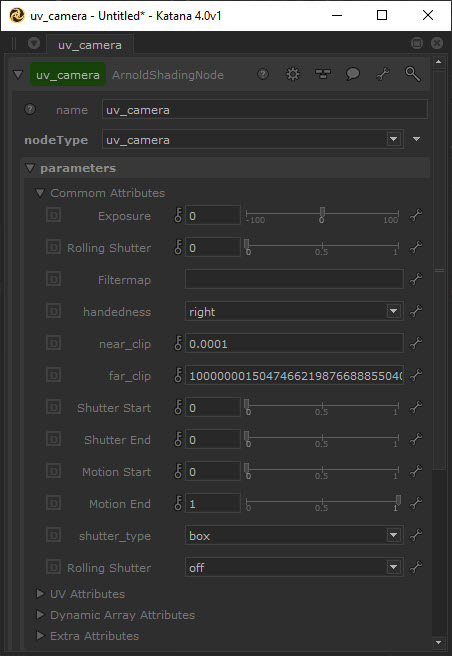 uv_camera - Untitled* - Katana 4.0v1
uv_camera
uv_camera ArnoldShadingNode
name uv_camera
nodeType uv_camera
parameters
Commom Attributes
D Exposure 0 -100 0 100
D Rolling Shutter 0 0 0.5 1
D Filtermap
D handedness right
D near_clip 0.0001
D far_clip 1000000015047466219876688855040
D Shutter Start 0 0 0.5 1
D Shutter End 0 0 0.5 1
D Motion Start 0 0 0.5 1
D Motion End 1 0 0.5 1
D shutter_type box
D Rolling Shutter off
UV Attributes
Dynamic Array Attributes
Extra Attributes